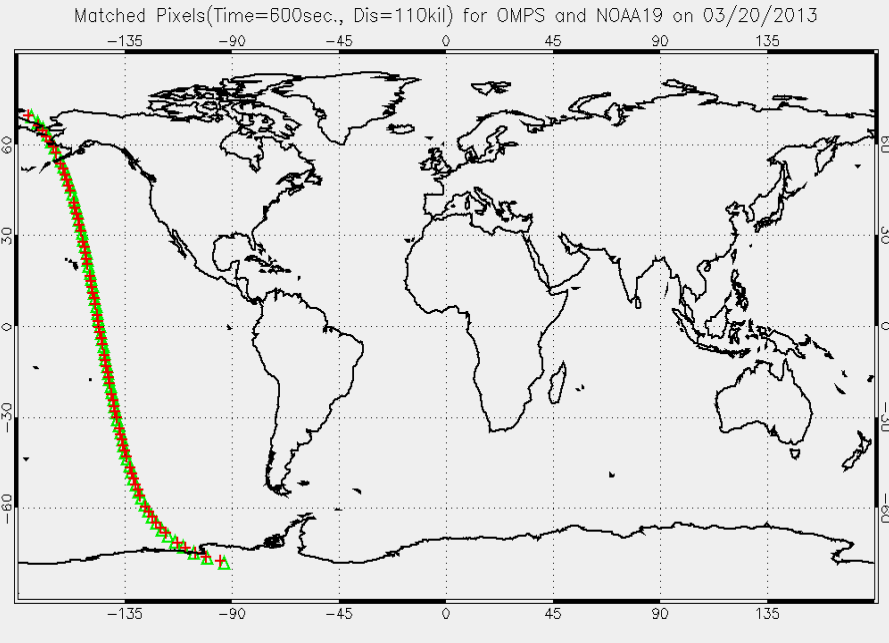 Matched Pixels(Time=600sec., Dis=110kil) for OMPS and NOAA19 on 03/20/2013
−135 −90 −45 0 45 90 135
60 60
30 30
0 0
−30 −30
−60 −60
−135 −90 −45 0 45 90 135